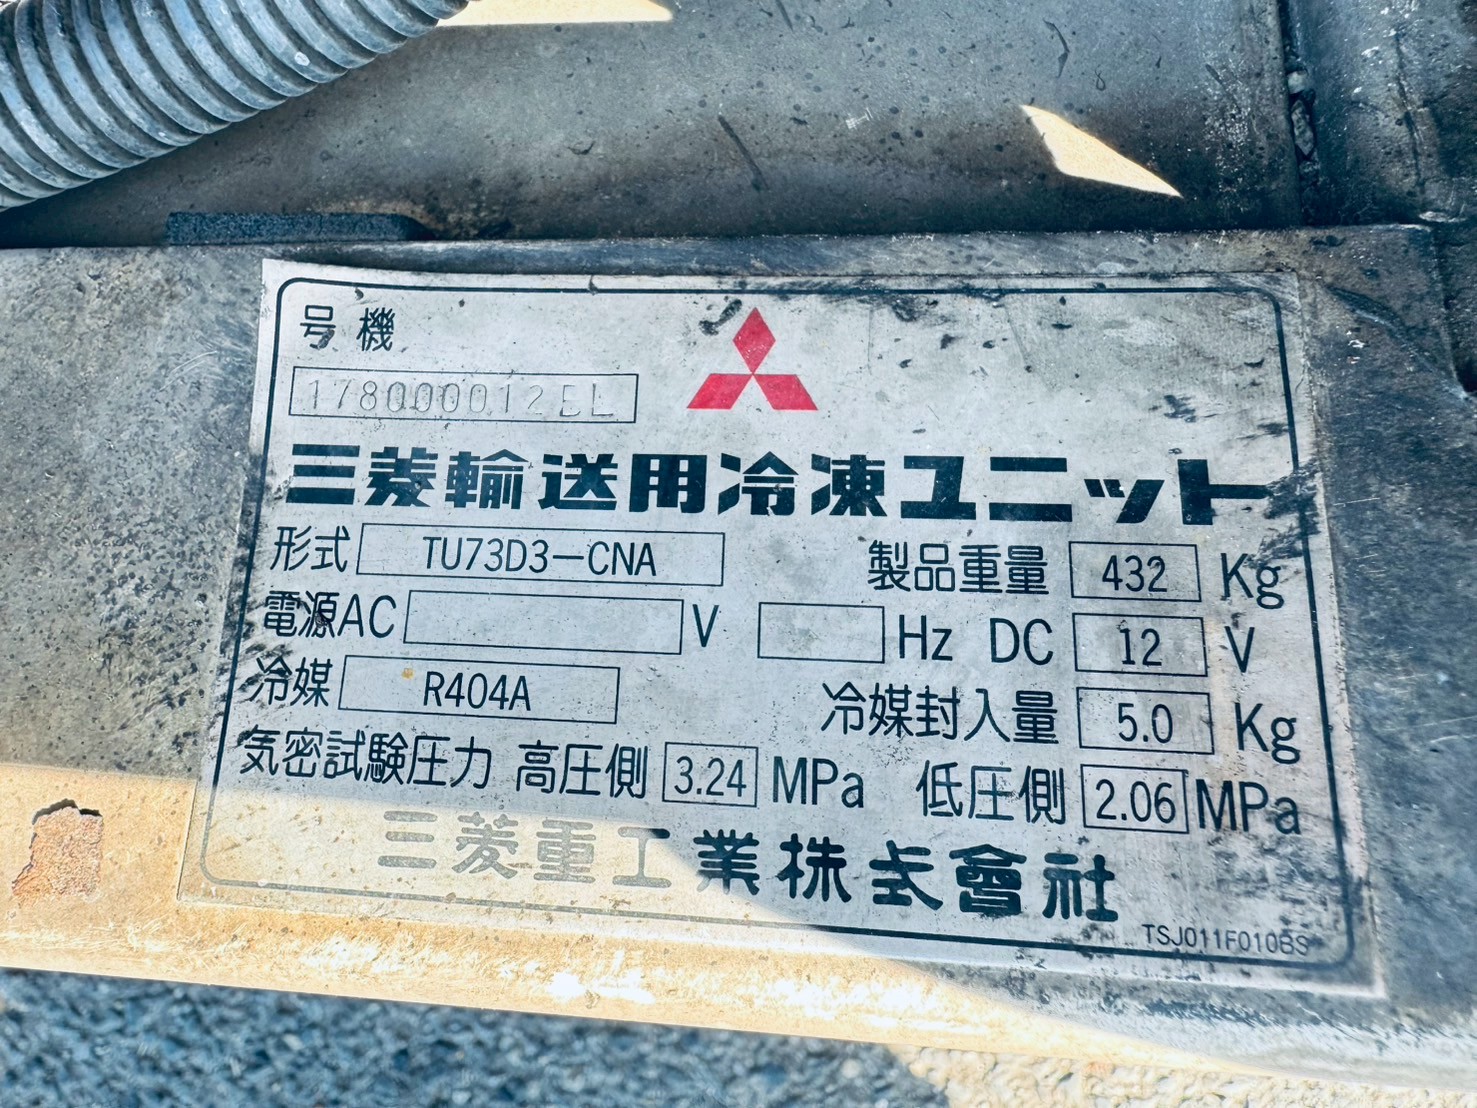 号機
178000012EL
三菱輸送用冷凍ユニット
形式 TU73D3-CNA 製品重量 432 Kg
電源AC V Hz DC 12 V
冷媒 R404A 冷媒封入量 5.0 Kg
気密試験圧力 高圧側 3.24 MPa 低圧側 2.06 MPa
三菱重工業株式會社
TSJ011F010BS